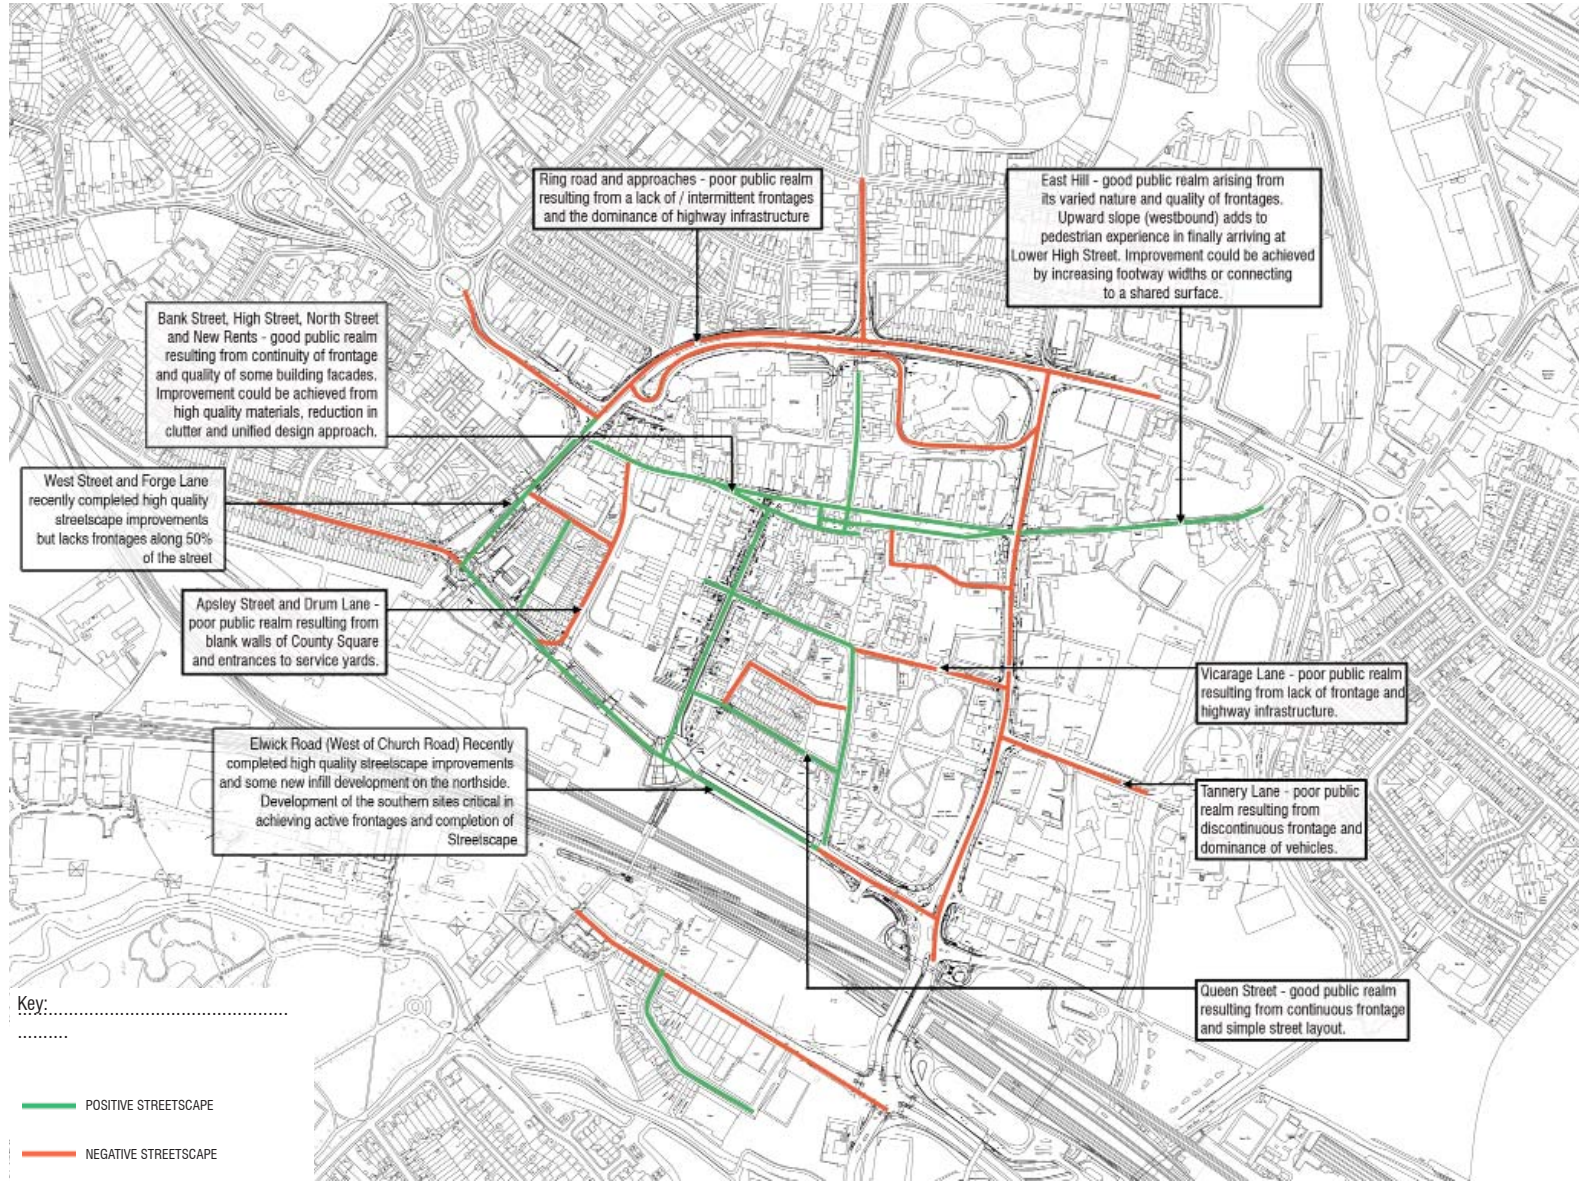 Ring road and approaches - poor public realm
resulting from a lack of / intermittent frontages
and the dominance of highway infrastructure
East Hill - good public realm arising from
its varied nature and quality of frontages.
Upward slope (westbound) adds to
pedestrian experience in finally arriving at
Lower High Street. Improvement could be achieved
by increasing footway widths or connecting
to a shared surface.
Bank Street, High Street, North Street
and New Rents - good public realm
resulting from continuity of frontage
and quality of some building facades.
Improvement could be achieved from
high quality materials, reduction in
clutter and unified design approach.
West Street and Forge Lane
recently completed high quality
streetscape improvements
but lacks frontages along 50%
of the street
Apsley Street and Drum Lane -
poor public realm resulting from
blank walls of County Square
and entrances to service yards.
Vicarage Lane - poor public realm
resulting from lack of frontage and
highway infrastructure.
Elwick Road (West of Church Road) Recently
completed high quality streetscape improvements
and some new infill development on the northside.
Development of the southern sites critical in
achieving active frontages and completion of
Streetscape
Tannery Lane - poor public
realm resulting from
discontinuous frontage and
dominance of vehicles.
Queen Street - good public realm
resulting from continuous frontage
and simple street layout.
Key:
POSITIVE STREETSCAPE
NEGATIVE STREETSCAPE